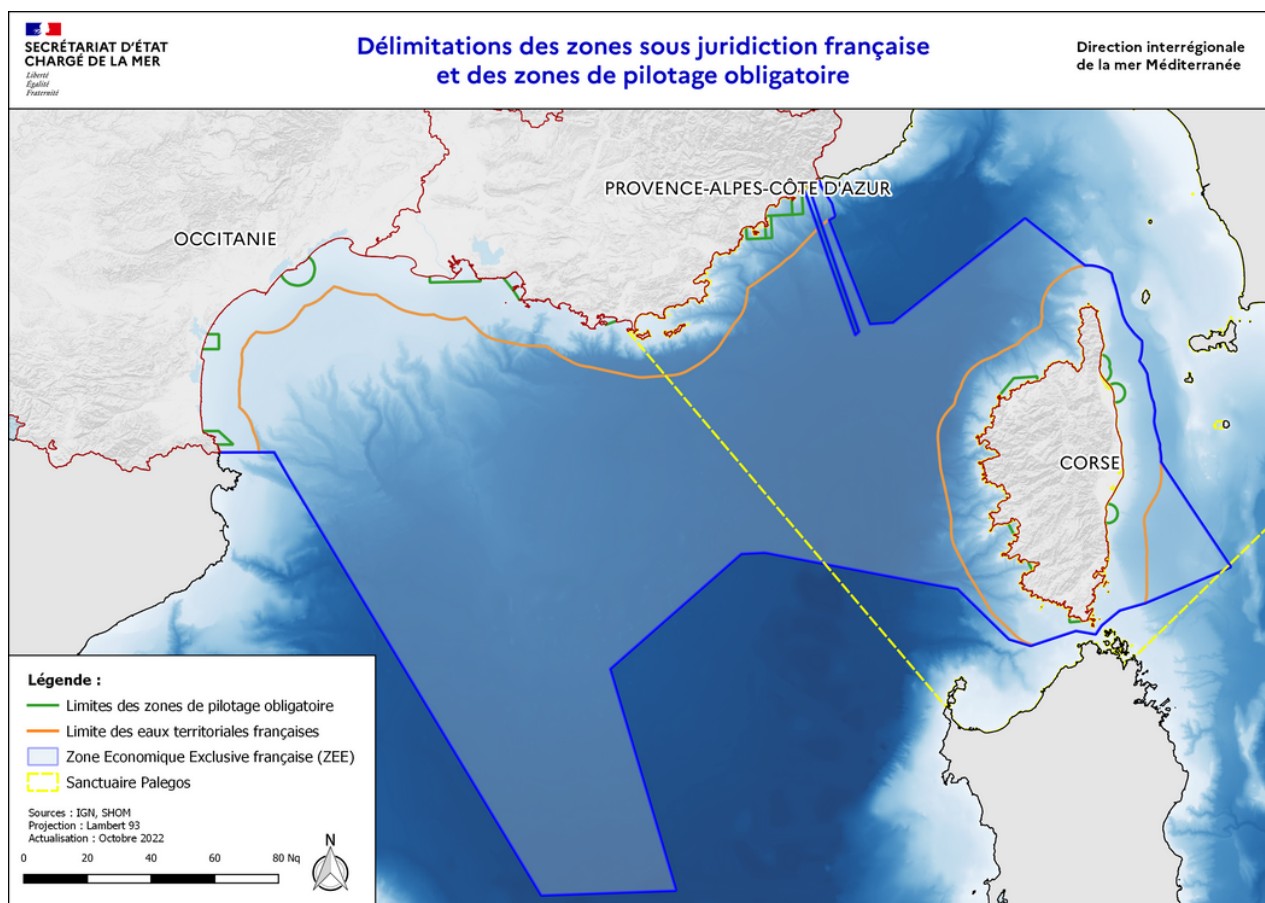 SECRÉTARIAT D'ÉTAT
CHARGÉ DE LA MER
Liberté
Égalité
Fraternité
Délimitations des zones sous juridiction française
et des zones de pilotage obligatoire
Direction interrégionale
de la mer Méditerranée
PROVENCE-ALPES-CÔTE D'AZUR
OCCITANIE
CORSE
Légende :
Limites des zones de pilotage obligatoire
Limite des eaux territoriales françaises
Zone Economique Exclusive française (ZEE)
Sanctuaire Palegos
Sources : IGN, SHOM
Projection : Lambert 93
Actualisation : Octobre 2022
0 20 40 60 80 Nq
N